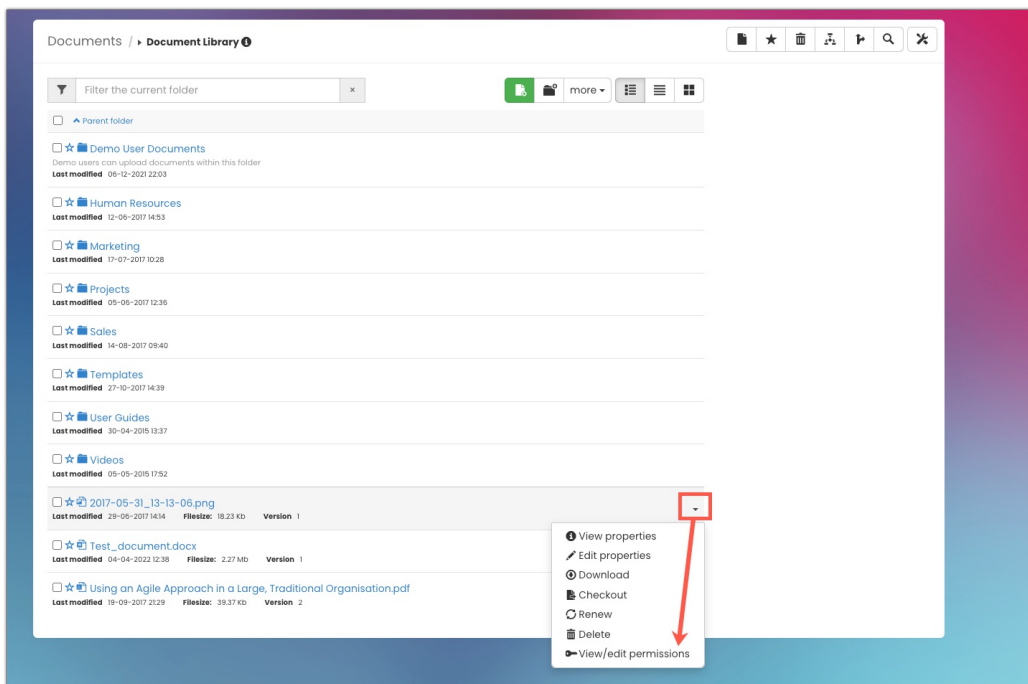 Documents / Document Library
Filter the current folder
×
more
Parent folder
Demo User Documents
Demo users can upload documents within this folder
Last modified 06-12-2021 22:03
Human Resources
Last modified 12-06-2017 14:53
Marketing
Last modified 17-07-2017 10:28
Projects
Last modified 05-06-2017 12:36
Sales
Last modified 14-08-2017 09:40
Templates
Last modified 27-10-2017 14:39
User Guides
Last modified 30-04-2015 13:37
Videos
Last modified 05-05-2015 17:52
2017-05-31_13-13-06.png
Last modified 29-06-2017 14:14 Filesize: 18.23 Kb Version 1
Test_document.docx
Last modified 04-04-2022 12:38 Filesize: 2.27 Mb Version 1
Using an Agile Approach in a Large, Traditional Organisation.pdf
Last modified 19-09-2017 21:29 Filesize: 39.37 Kb Version 2
View properties
Edit properties
Download
Checkout
Renew
Delete
View/edit permissions